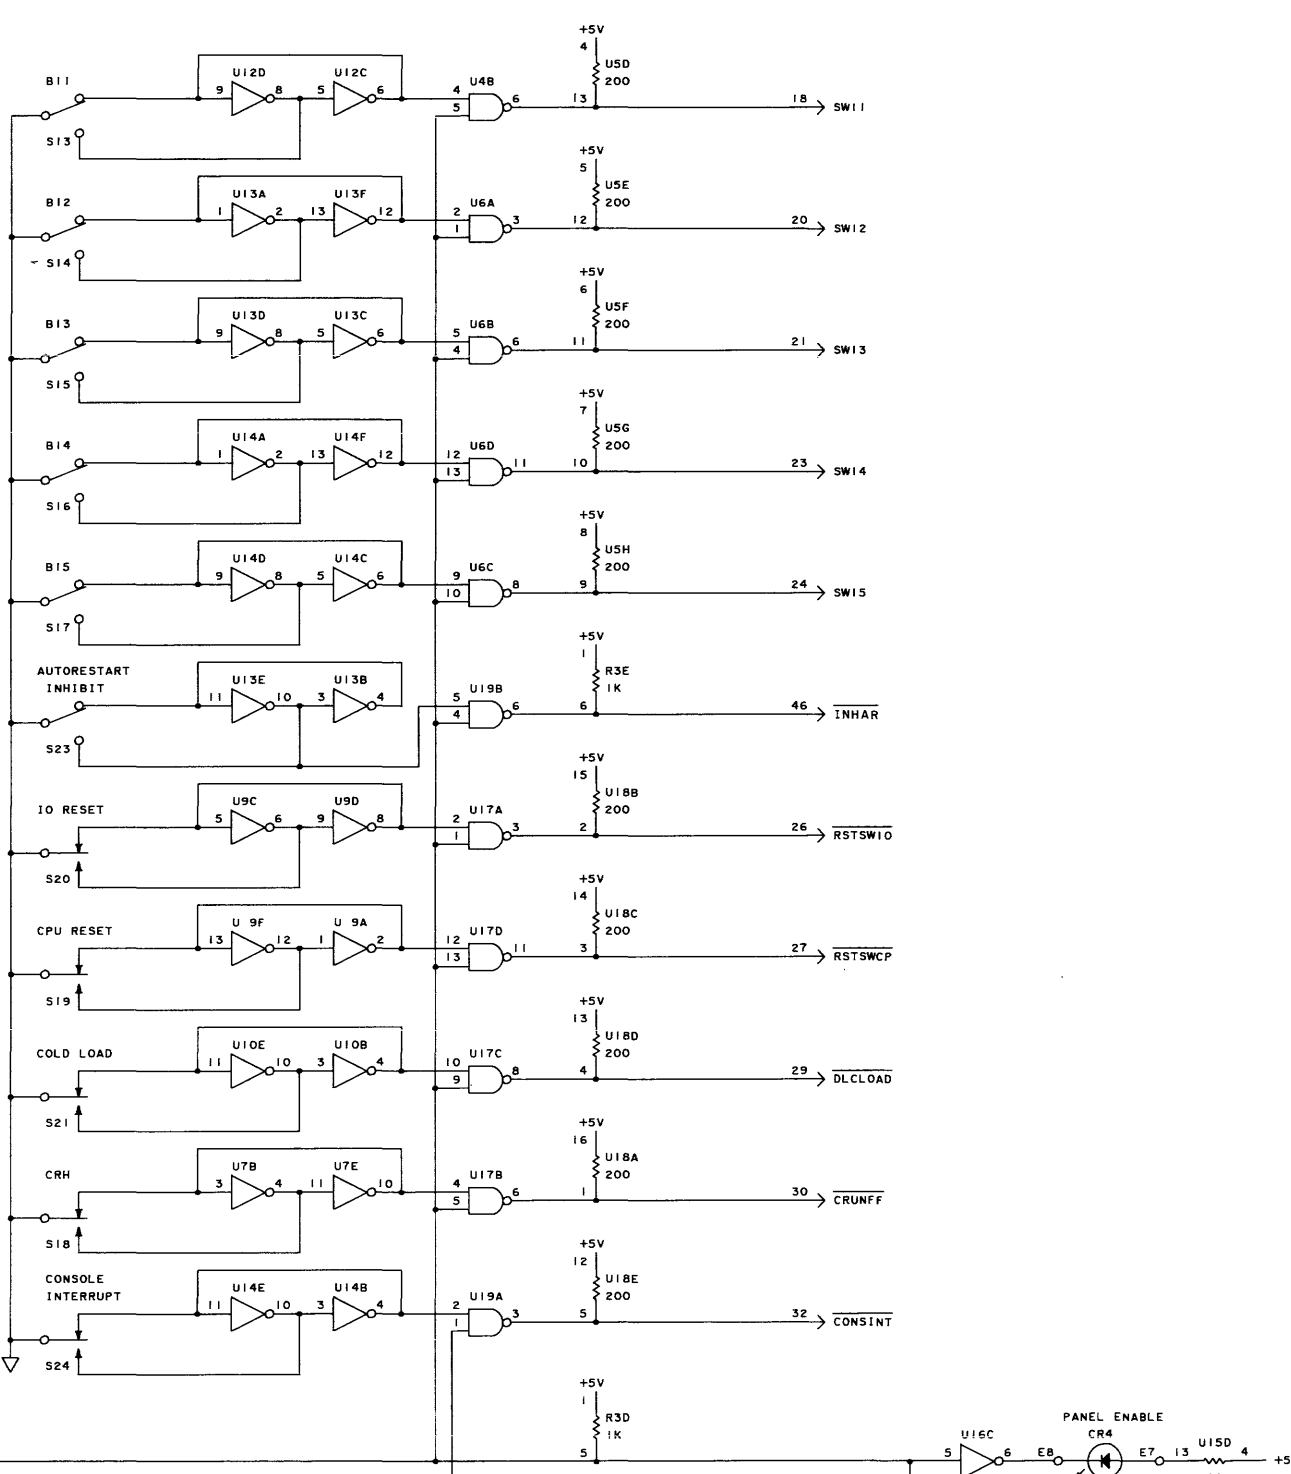 +5V
4
B11 U12D U12C U4B U5D 200
9 8 5 6 4 5 6 13 18 SW11
S13
+5V
5
B12 U13A U13F U6A U5E 200
1 2 13 12 2 1 3 12 20 SW12
S14
+5V
6
B13 U13D U13C U6B U5F 200
9 8 5 6 5 4 6 11 21 SW13
S15
+5V
7
B14 U14A U14F U6D U5G 200
1 2 13 12 12 13 11 10 23 SW14
S16
+5V
8
B15 U14D U14C U6C U5H 200
9 8 5 6 9 10 8 9 24 SW15
S17
+5V
1
AUTORESTART
INHIBIT U13E U13B U19B R3E 1K
11 10 3 4 5 4 6 6 46 INHAR
S23
+5V
15
IO RESET U9C U9D U17A U18B 200
5 6 9 8 2 1 3 2 26 RSTSWIO
S20
+5V
14
CPU RESET U 9F U 9A U17D U18C 200
13 12 1 2 12 13 11 3 27 RSTSWCP
S19
+5V
13
COLD LOAD U10E U10B U17C U18D 200
11 10 3 4 10 9 8 4 29 DLCLOAD
S21
+5V
16
CRH U7B U7E U17B U18A 200
3 4 11 10 4 5 6 1 30 CRUNFF
S18
+5V
12
CONSOLE
INTERRUPT U14E U14B U19A U18E 200
11 10 3 4 2 1 3 5 32 CONSINT
S24
+5V
1
R3D
1K
5
PANEL ENABLE
U16C CR4 U15D
5 6 E8 E7 13 4 +5